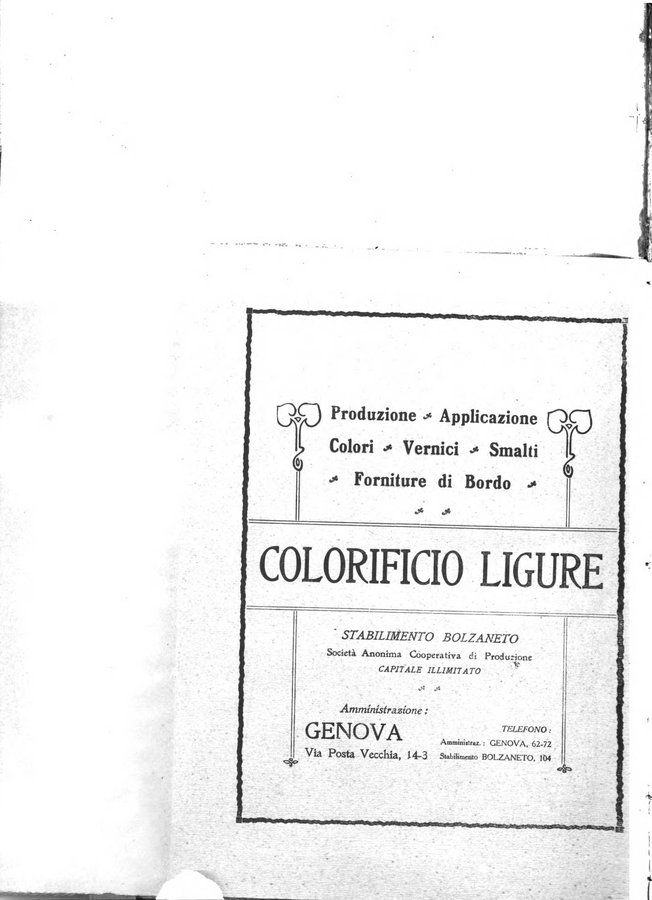 Produzione Applicazione
Colori Vernici Smalti
Forniture di Bordo
COLORIFICIO LIGURE
STABILIMENTO BOLZANETO
Società Anonima Cooperativa di Produzione
CAPITALE ILLIMITATO
Amministrazione :
GENOVA
Via Posta Vecchia, 14-3
TELEFONO :
Amministraz. : GENOVA, 62-72
Stabilimento BOLZANETO, 104